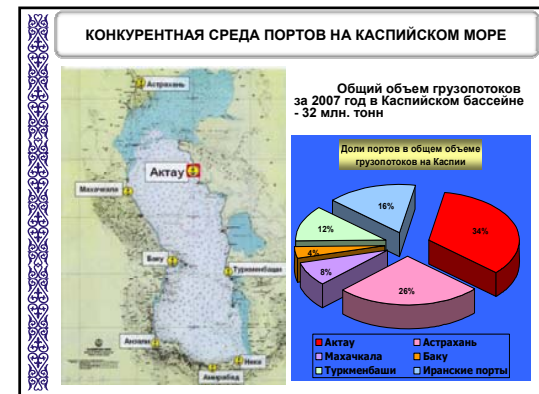 КОНКУРЕНТНАЯ СРЕДА ПОРТОВ НА КАСПИЙСКОМ МОРЕ
Общий объем грузопотоков
за 2007 год в Каспийском бассейне
- 32 млн. тонн
Астрахань
Актау
Махачкала
Баку
Туркменбаши
Анзали
Нека
Амирабад
Доли портов в общем объеме
грузопотоков на Каспии
16%
34%
12%
4%
8%
26%
Актау
Астрахань
Махачкала
Баку
Туркменбаши
Иранские порты